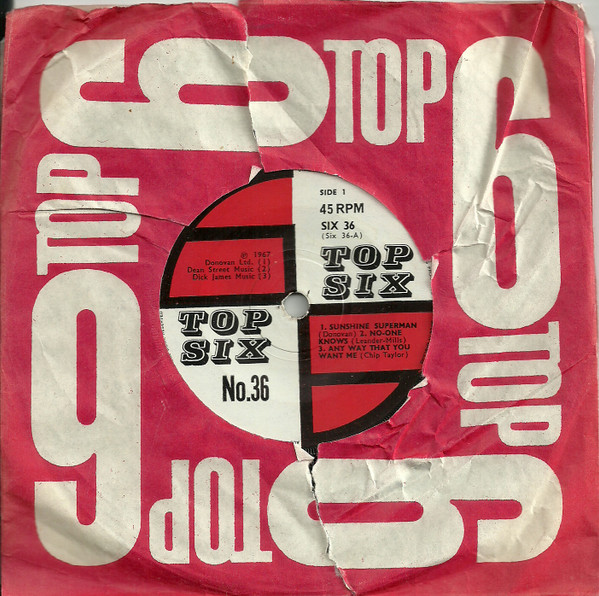 6 TOP
6 TOP
6 TOP
6 TOP
SIDE 1
45 RPM
SIX 36
(Six 36-A)
TOP
SIX
℗ 1967
Donovan Ltd. (1)
Dean Street Music (2)
Dick James Music (3)
TOP
SIX
No.36
1. SUNSHINE SUPERMAN
(Donovan) 2. NO-ONE
KNOWS (Leander-Mills)
3. ANY WAY THAT YOU
WANT ME (Chip Taylor)